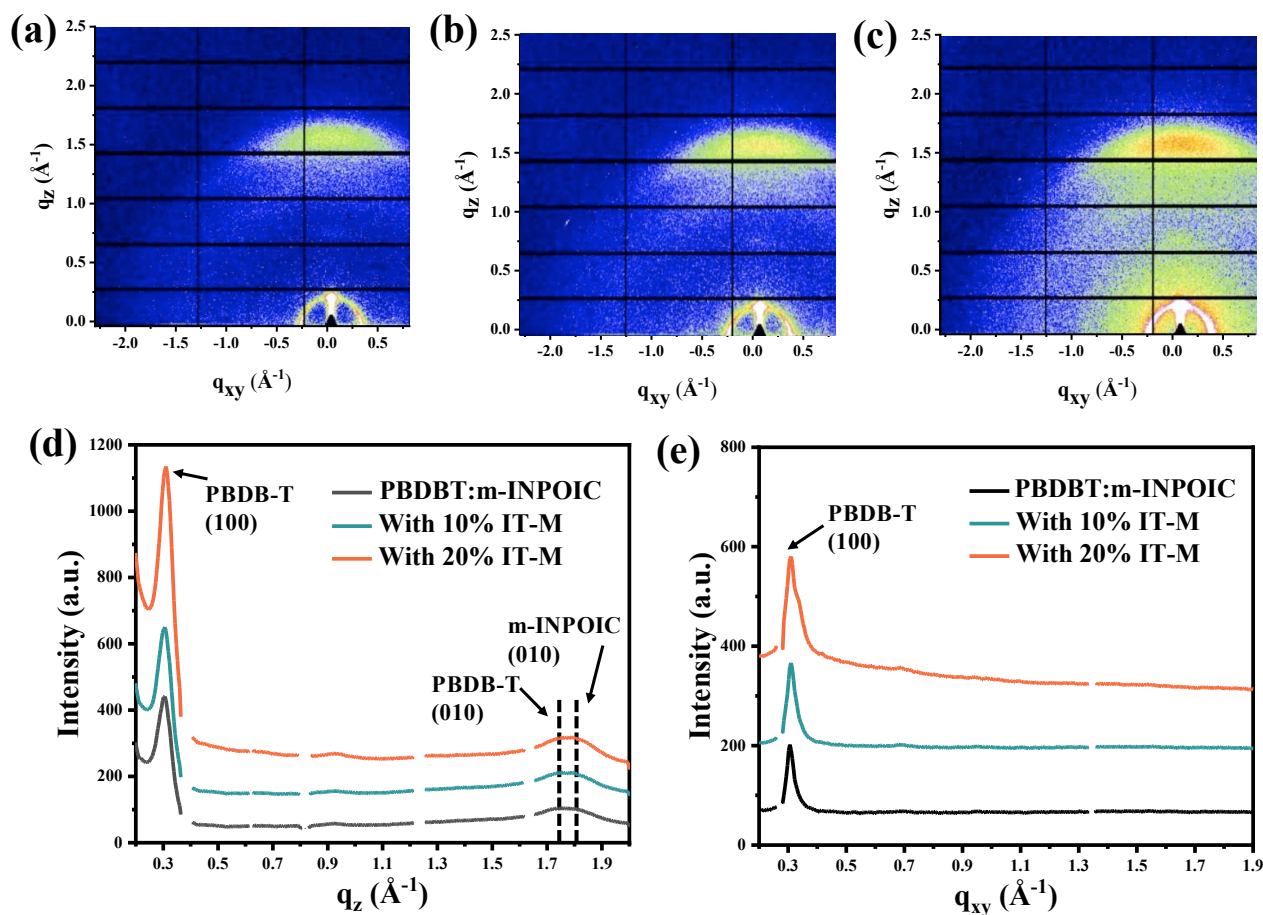 (a)
2.5
2.0
1.5
1.0
0.5
0.0
qz (Å-1)
-2.0 -1.5 -1.0 -0.5 0.0 0.5
qxy (Å-1)
(b)
2.5
2.0
1.5
1.0
0.5
0.0
qz (Å-1)
-2.0 -1.5 -1.0 -0.5 0.0 0.5
qxy (Å-1)
(c)
2.5
2.0
1.5
1.0
0.5
0.0
qz (Å-1)
-2.0 -1.5 -1.0 -0.5 0.0 0.5
qxy (Å-1)
(d)
1200
1000
800
600
400
200
0
Intensity (a.u.)
PBDB-T
(100)
PBDBT:m-INPOIC
With 10% IT-M
With 20% IT-M
m-INPOIC
(010)
PBDB-T
(010)
0.3 0.5 0.7 0.9 1.1 1.3 1.5 1.7 1.9
qz (Å-1)
(e)
800
600
400
200
0
Intensity (a.u.)
PBDBT:m-INPOIC
With 10% IT-M
With 20% IT-M
PBDB-T
(100)
0.3 0.5 0.7 0.9 1.1 1.3 1.5 1.7 1.9
qxy (Å-1)